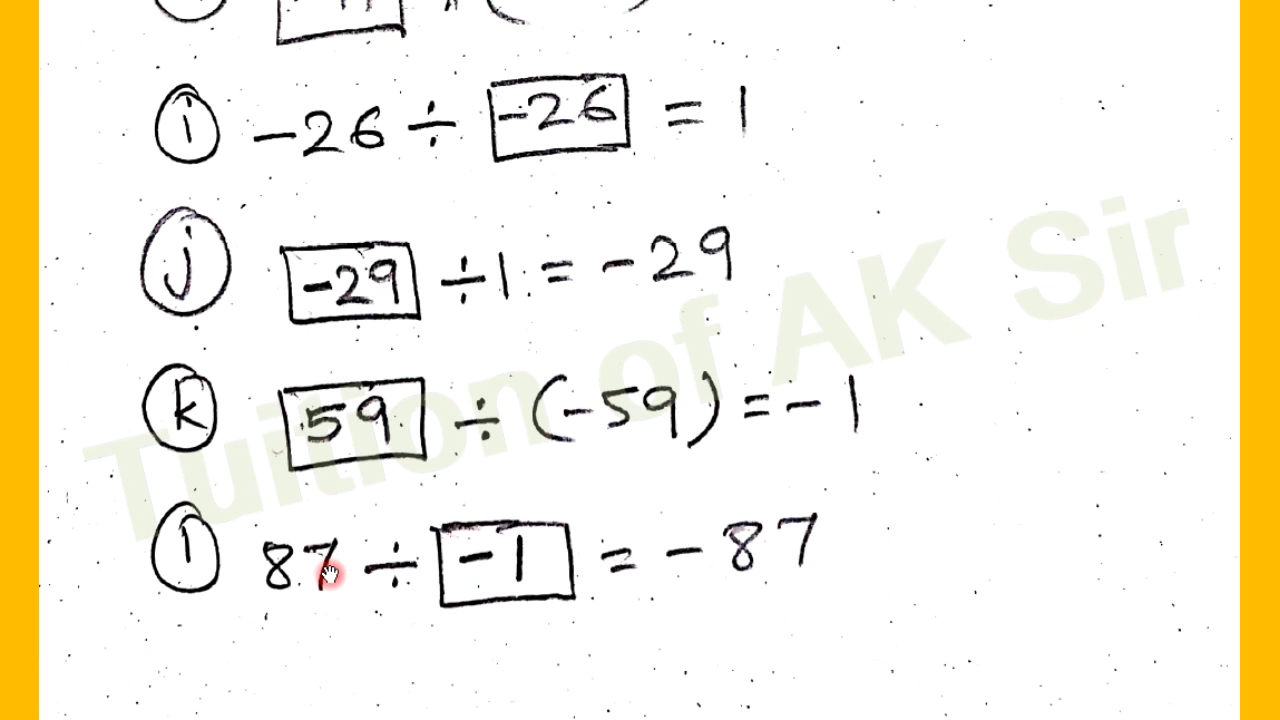 ⓘ -26 ÷ -26 = 1
ⓙ -29 ÷ 1 = -29
ⓚ 59 ÷ (-59) = -1
ⓛ 87 ÷ -1 = -87
Tuition of AK Sir